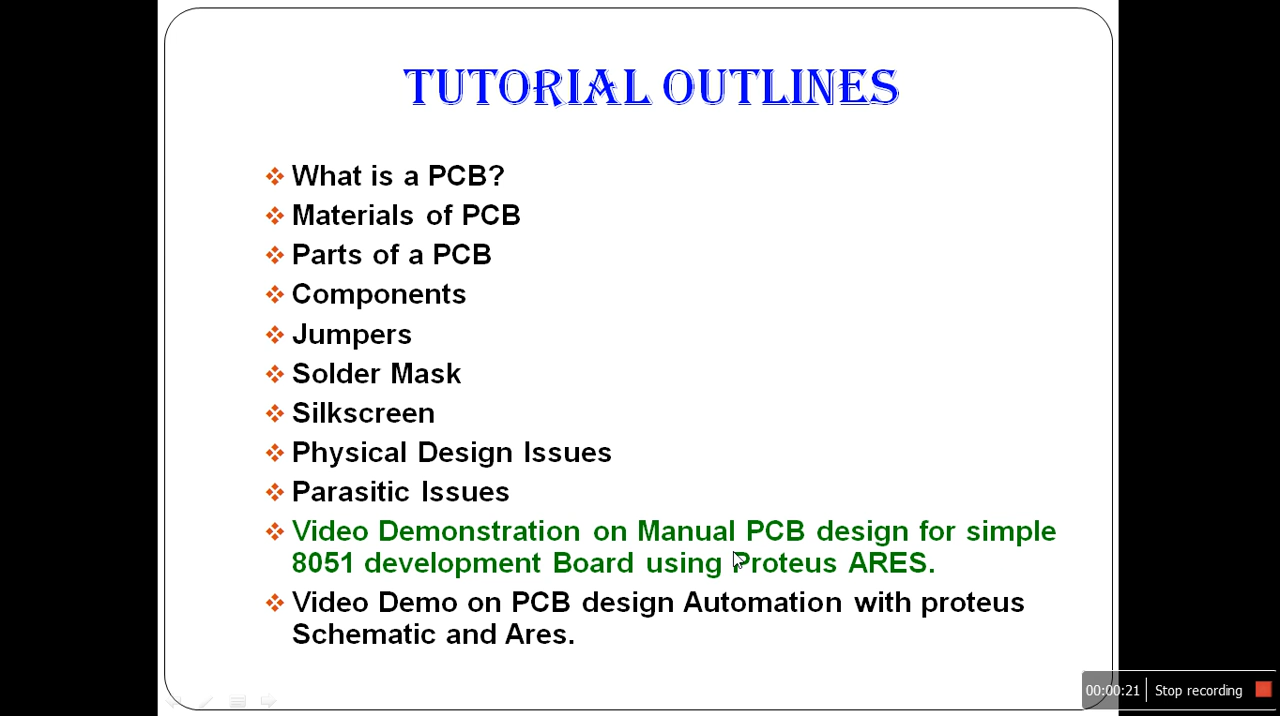 TUTORIAL OUTLINES
What is a PCB?
Materials of PCB
Parts of a PCB
Components
Jumpers
Solder Mask
Silkscreen
Physical Design Issues
Parasitic Issues
Video Demonstration on Manual PCB design for simple
8051 development Board using Proteus ARES.
Video Demo on PCB design Automation with proteus
Schematic and Ares.
00:00:21 Stop recording